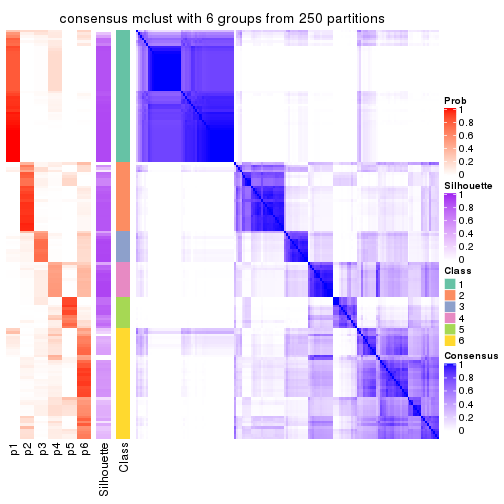 consensus mclust with 6 groups from 250 partitions
Prob
1
0.8
0.6
0.4
0.2
0
Silhouette
1
0.8
0.6
0.4
0.2
0
Class
1
2
3
4
5
6
Consensus
1
0.8
0.6
0.4
0.2
0
p1
p2
p3
p4
p5
p6
Silhouette
Class